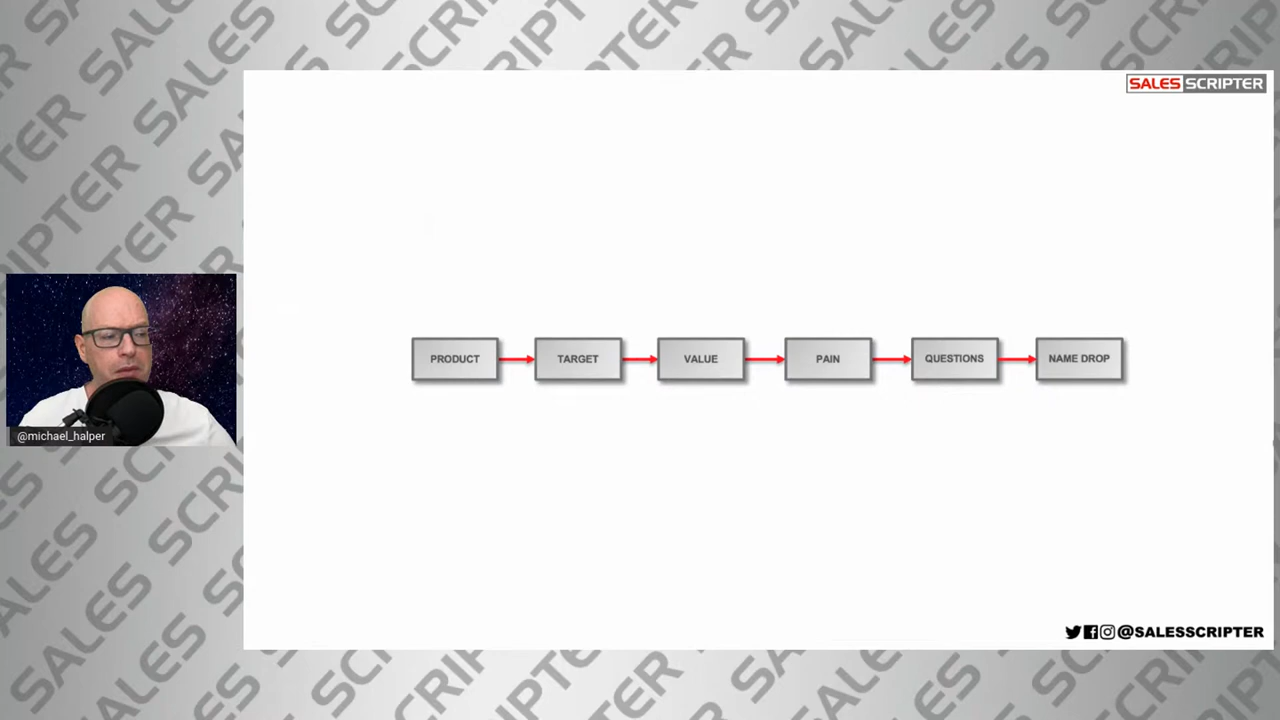 SALES SCRIPTER
PRODUCT
TARGET
VALUE
PAIN
QUESTIONS
NAME DROP
@michael_halper
@SALESSCRIPTER